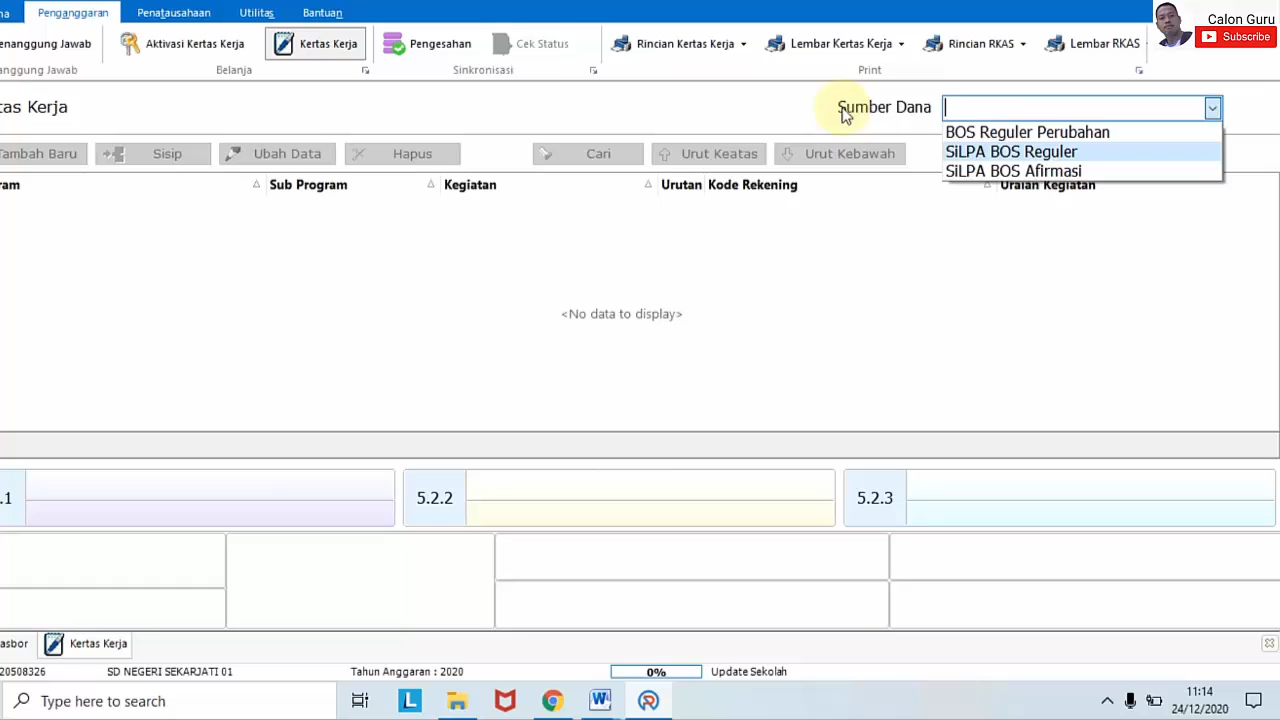 na Penganggaran Penatausahaan Utilitas Bantuan
Calon Guru
Subscribe
enanggung Jawab Aktivasi Kertas Kerja Kertas Kerja Pengesahan Cek Status Rincian Kertas Kerja Lembar Kertas Kerja Rincian RKAS Lembar RKAS
anggung Jawab Belanja Sinkronisasi Print
tas Kerja Sumber Dana
BOS Reguler Perubahan
SiLPA BOS Reguler
SiLPA BOS Afirmasi
Tambah Baru Sisip Ubah Data Hapus Cari Urut Keatas Urut Kebawah
ram Sub Program Kegiatan Urutan Kode Rekening Uraian Kegiatan
<No data to display>
.1 5.2.2 5.2.3
asbor Kertas Kerja
20508326 SD NEGERI SEKARJATI 01 Tahun Anggaran : 2020 0% Update Sekolah
Type here to search
11:14
24/12/2020